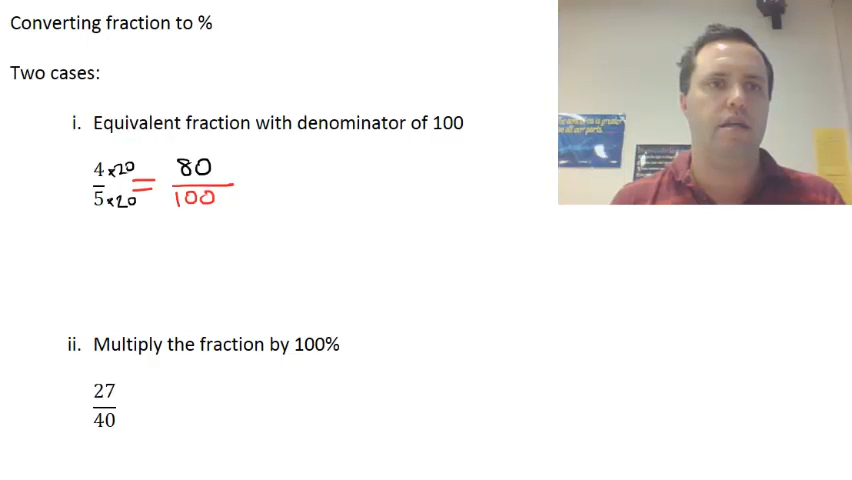 Converting fraction to %
Two cases:
i. Equivalent fraction with denominator of 100
4 ×20 = 80
5 ×20 100
ii. Multiply the fraction by 100%
27
40